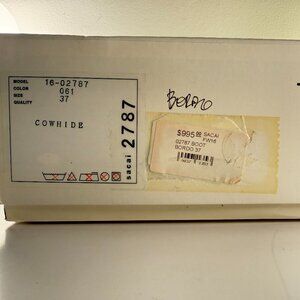 MODEL 16-02787
COLOR 061
SIZE 37
QUALITY
COWHIDE
sacai 2787
BORDO
$995.00 SACAI
FW16
02787 BOOT
BORDO 37